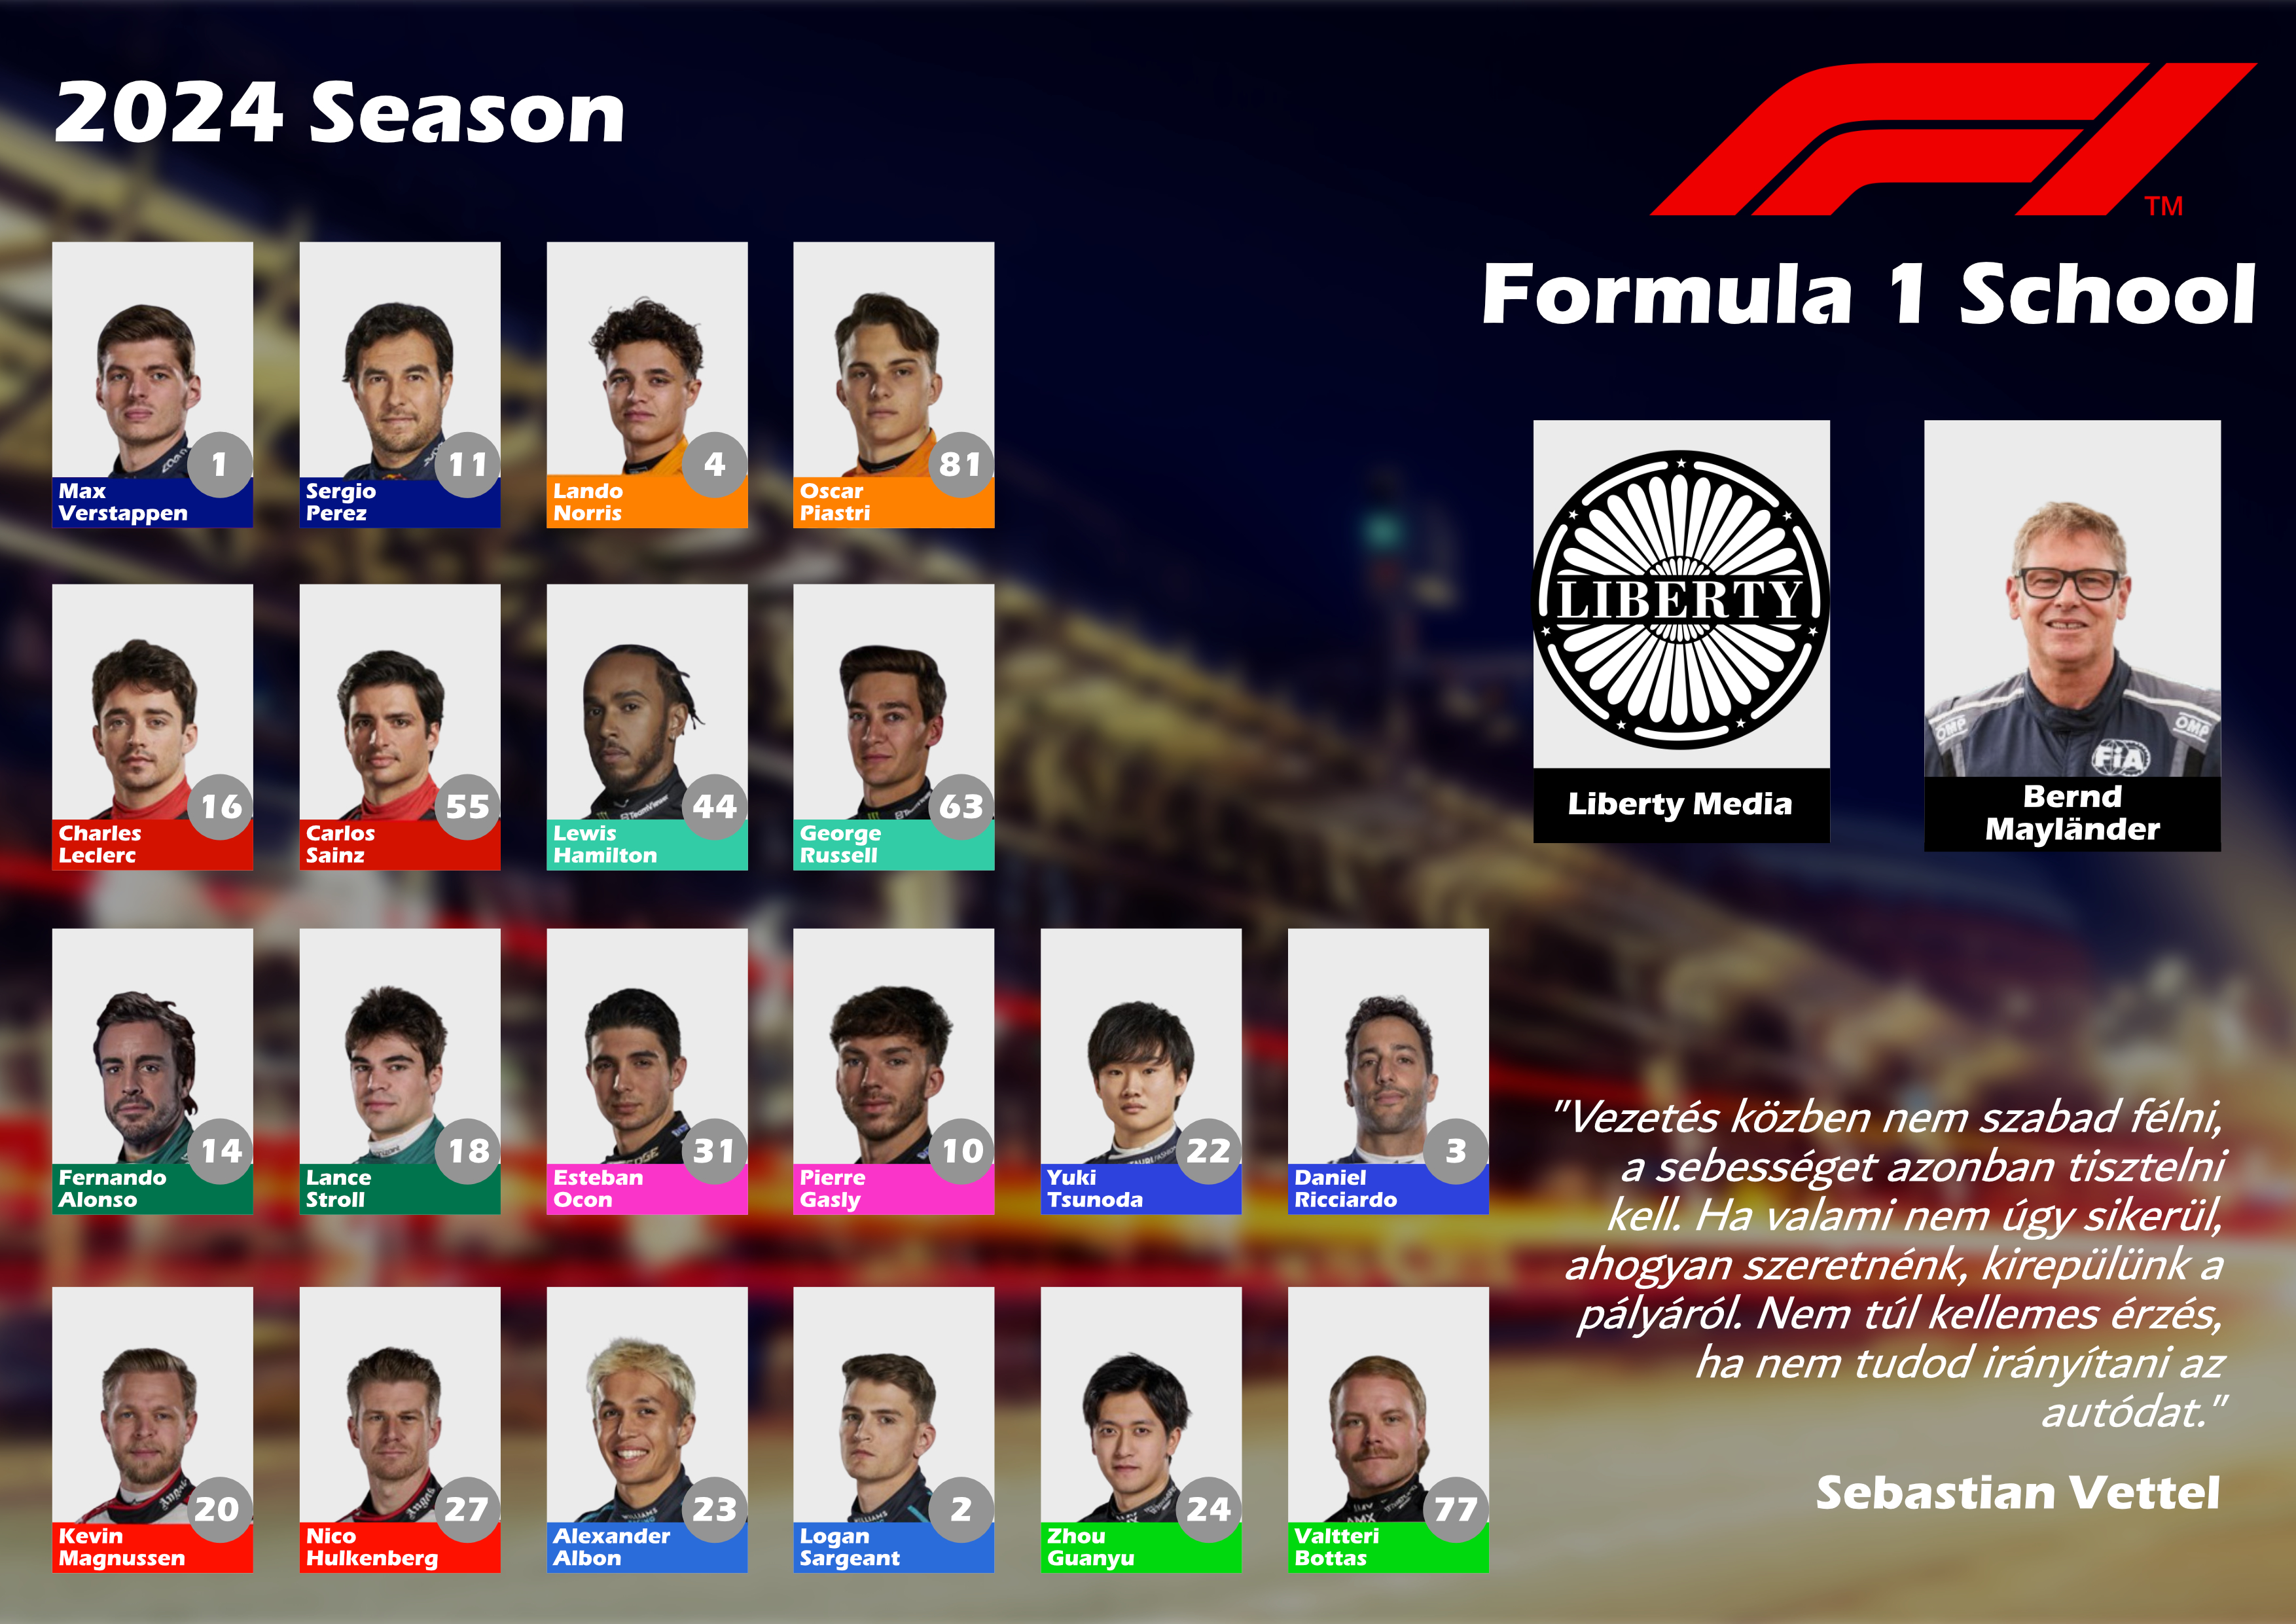 2024 Season
TM
Formula 1 School
1
Max
Verstappen
11
Sergio
Perez
4
Lando
Norris
81
Oscar
Piastri
16
Charles
Leclerc
55
Carlos
Sainz
44
Lewis
Hamilton
63
George
Russell
LIBERTY
Liberty Media
OMP
OMP
FiA
Bernd
Mayländer
14
Fernando
Alonso
18
Lance
Stroll
31
Esteban
Ocon
10
Pierre
Gasly
22
Yuki
Tsunoda
3
Daniel
Ricciardo
20
Kevin
Magnussen
27
Nico
Hulkenberg
WILLIAMS
23
Alexander
Albon
WILLIAMS
2
Logan
Sargeant
24
Zhou
Guanyu
77
Valtteri
Bottas
"Vezetés közben nem szabad félni,
a sebességet azonban tisztelni
kell. Ha valami nem úgy sikerül,
ahogyan szeretnénk, kirepülünk a
pályáról. Nem túl kellemes érzés,
ha nem tudod irányítani az
autódat."
Sebastian Vettel